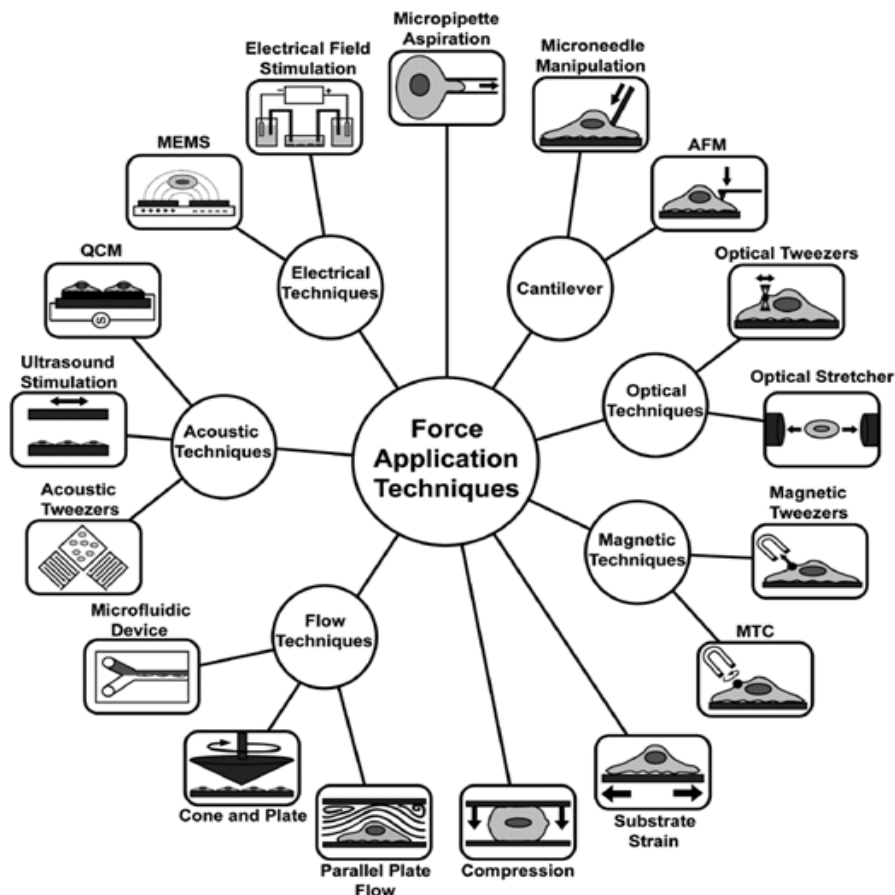 Micropipette
Aspiration
Electrical Field
Stimulation
Microneedle
Manipulation
MEMS
AFM
QCM
Electrical
Techniques
Cantilever
Optical Tweezers
Ultrasound
Stimulation
Acoustic
Techniques
Force
Application
Techniques
Optical
Techniques
Optical Stretcher
Acoustic
Tweezers
Magnetic
Techniques
Magnetic
Tweezers
Microfluidic
Device
Flow
Techniques
MTC
Cone and Plate
Parallel Plate
Flow
Compression
Substrate
Strain
- +
S
+ + + + + - - - - -